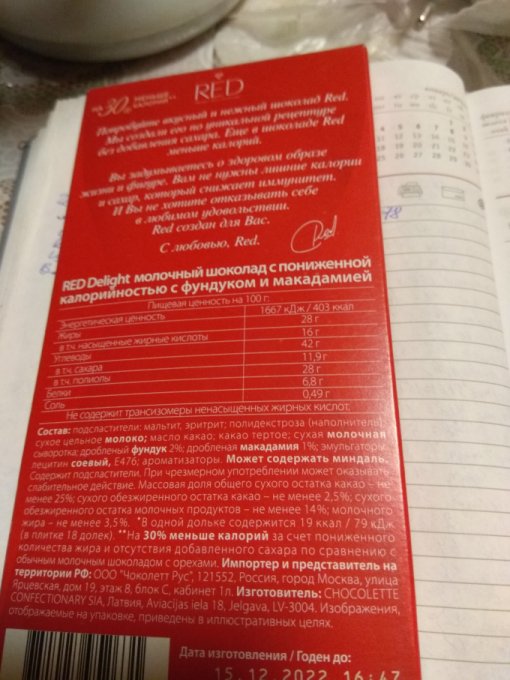 НА 30% МЕНЬШЕ КАЛОРИЙ**
RED
Попробуйте вкусный и нежный шоколад Red.
Мы создали его по уникальной рецептуре
без добавления сахара. Еще в шоколаде Red
меньше калорий.
Вы задумываетесь о здоровом образе
жизни и фигуре. Вам не нужны лишние калории
и сахар, который снижает иммунитет.
И Вы не хотите отказывать себе
в любимом удовольствии.
Red создан для Вас.
С любовью, Red.
Red
RED Delight молочный шоколад с пониженной
калорийностью с фундуком и макадамией
Пищевая ценность на 100 г:
Энергетическая ценность 1667 кДж / 403 ккал
Жиры 28 г
в т.ч. насыщенные жирные кислоты 16 г
Углеводы 42 г
в т.ч. сахара 11,9 г
в т.ч. полиолы 28 г
Белки 6,8 г
Соль 0,49 г
Не содержит трансизомеры ненасыщенных жирных кислот.
Состав: подсластители: мальтит, эритрит; полидекстроза (наполнитель);
сухое цельное молоко; масло какао; какао тертое; сухая молочная
сыворотка; дробленый фундук 2%; дробленая макадамия 1%; эмульгаторы:
лецитин соевый, E476; ароматизаторы. Может содержать миндаль.
Содержит подсластители. При чрезмерном употреблении может оказывать
слабительное действие. Массовая доля общего сухого остатка какао – не
менее 25%; сухого обезжиренного остатка какао – не менее 2,5%; сухого
обезжиренного остатка молочных продуктов – не менее 14%; молочного
жира – не менее 3,5%. *В одной дольке содержится 19 ккал / 79 кДж
(в плитке 18 долек). **На 30% меньше калорий за счет пониженного
количества жира и отсутствия добавленного сахара по сравнению с
обычным молочным шоколадом с орехами. Импортер и представитель на
территории РФ: ООО "Чоколетт Рус", 121552, Россия, город Москва, улица
Ярцевская, дом 19, этаж 8, блок С, кабинет 1л. Изготовитель: CHOCOLETTE
CONFECTIONARY SIA, Латвия, Aviacijas iela 18, Jelgava, LV-3004. Изображения,
отображаемые на упаковке, приведены в иллюстративных целях.
Дата изготовления / Годен до:
15.12.2022 16:47
78